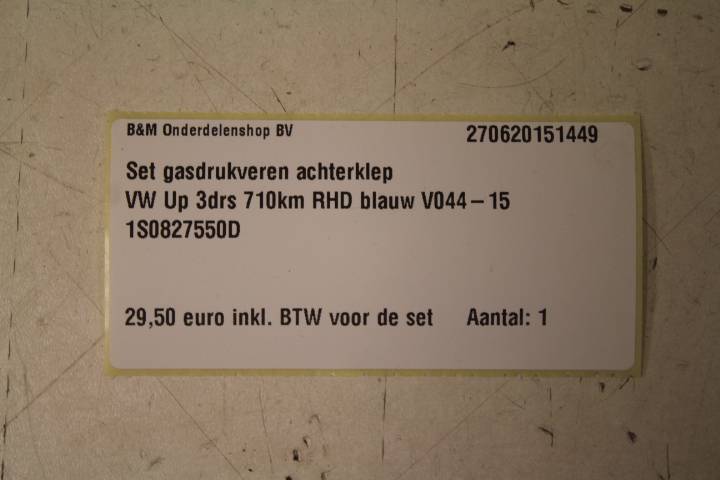 B&M Onderdelenshop BV 270620151449
Set gasdrukveren achterklep
VW Up 3drs 710km RHD blauw V044-15
1S0827550D
29,50 euro inkl. BTW voor de set Aantal: 1